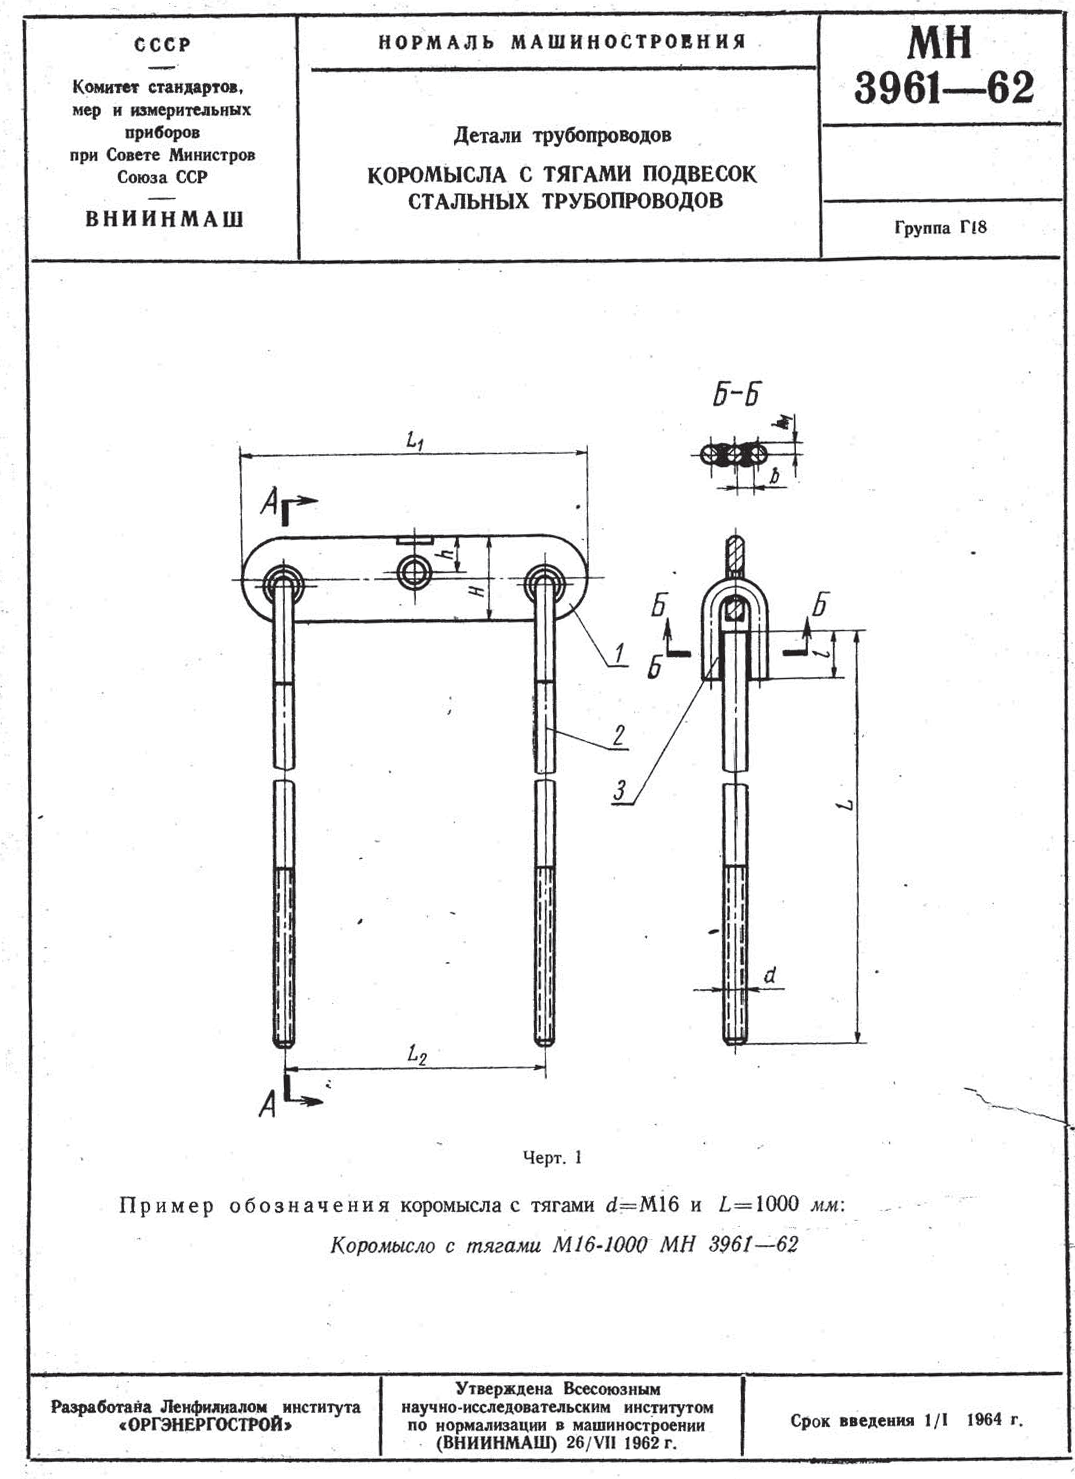 СССР
Комитет стандартов,
мер и измерительных
приборов
при Совете Министров
Союза ССР
ВНИИНМАШ
НОРМАЛЬ МАШИНОСТРОЕНИЯ
Детали трубопроводов
КОРОМЫСЛА С ТЯГАМИ ПОДВЕСОК
СТАЛЬНЫХ ТРУБОПРОВОДОВ
МН
3961—62
Группа Г18
Б-Б
h1
b
L1
А
h
H
1
Б
Б
Б
l
2
3
L
d
L2
А
Черт. 1
Пример обозначения коромысла с тягами d=М16 и L=1000 мм:
Коромысло с тягами М16-1000 МН 3961—62
Разработана Ленфилиалом института
«ОРГЭНЕРГОСТРОЙ»
Утверждена Всесоюзным
научно-исследовательским институтом
по нормализации в машиностроении
(ВНИИНМАШ) 26/VII 1962 г.
Срок введения 1/I 1964 г.